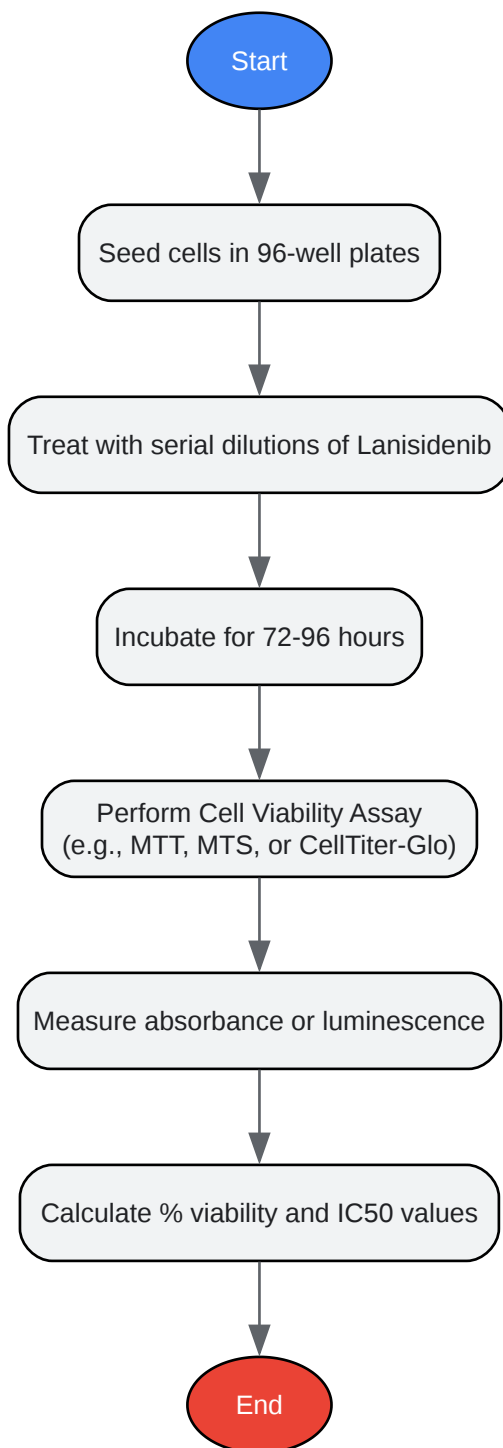 Start
Seed cells in 96-well plates
Treat with serial dilutions of Lanisidenib
Incubate for 72-96 hours
Perform Cell Viability Assay
(e.g., MTT, MTS, or CellTiter-Glo)
Measure absorbance or luminescence
Calculate % viability and IC50 values
End